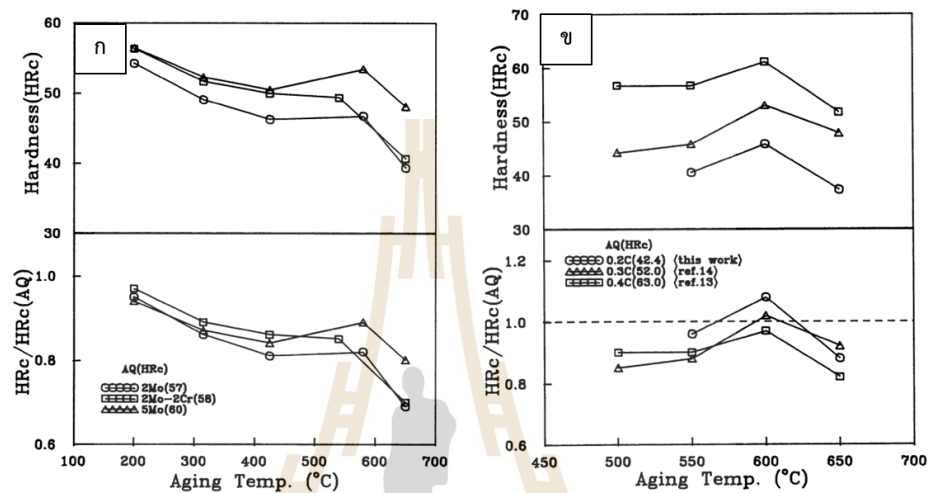 ก
60
50
40
30
Hardness(HRc)
1.0
0.8
0.6
HRc/HRc(AQ)
AQ(HRc)
2Mo(57)
2Mo-2Cr(58)
5Mo(60)
100 200 300 400 500 600 700
Aging Temp. (°C)
ข
70
60
50
40
30
Hardness(HRc)
AQ(HRc)
0.2C(42.4) (this work)
0.3C(52.0) (ref.14)
0.4C(63.0) (ref.13)
1.2
1.0
0.8
0.6
HRc/HRc(AQ)
450 500 550 600 650 700
Aging Temp. (°C)